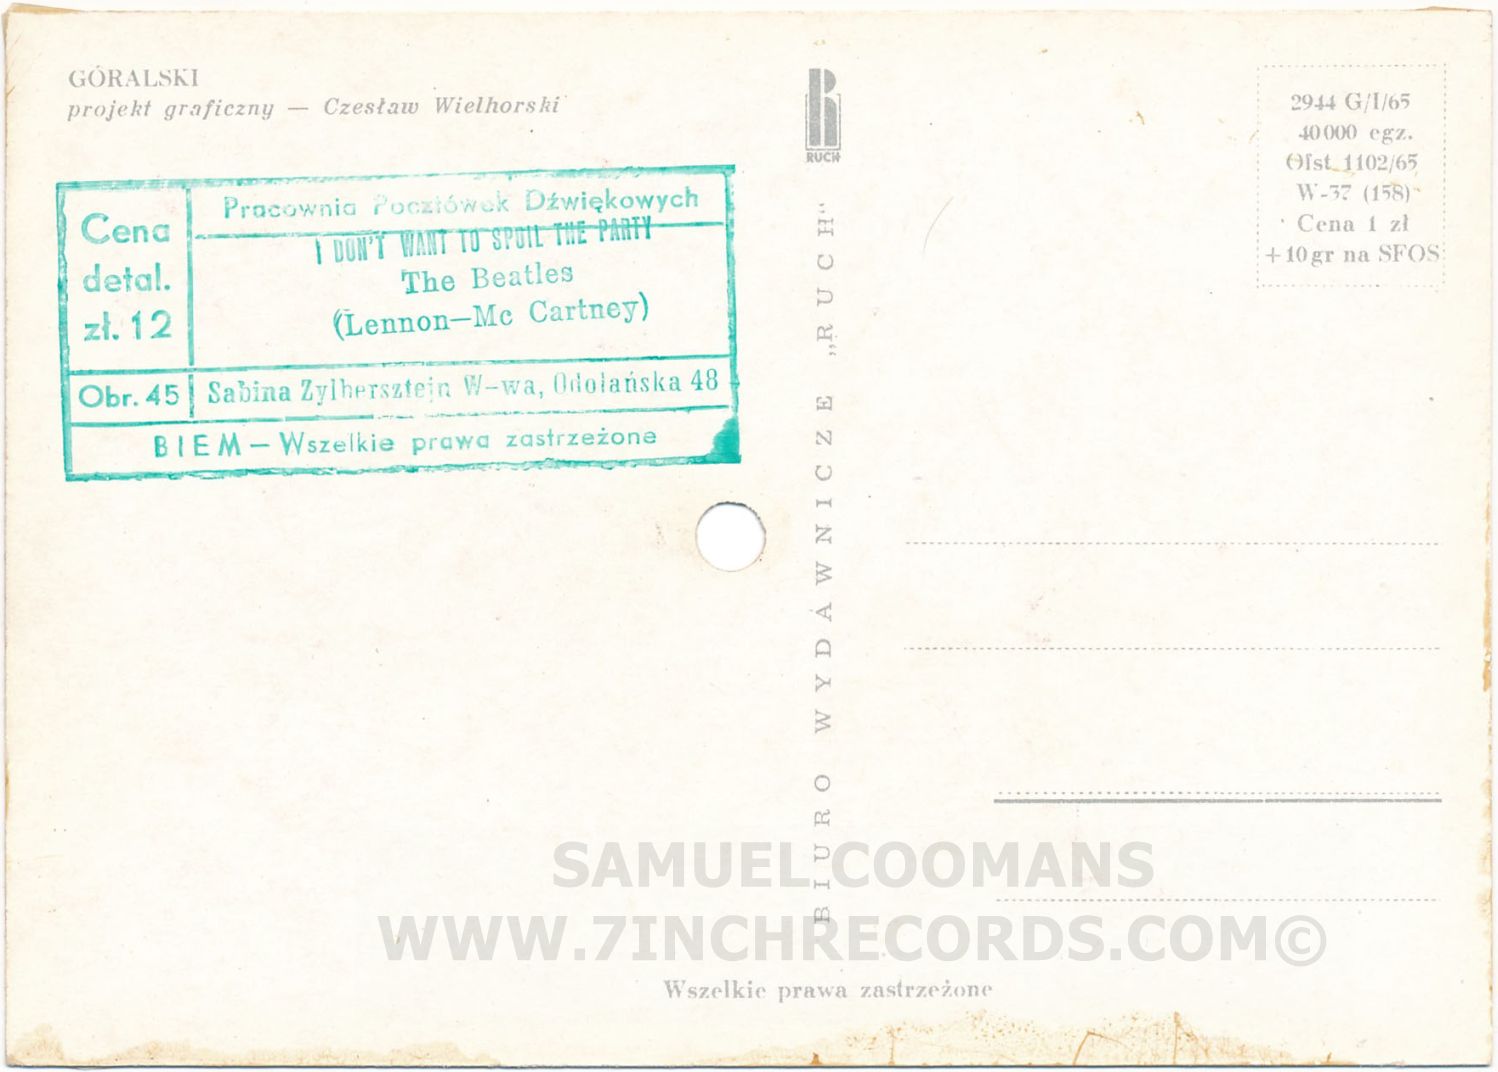 GÓRALSKI
projekt graficzny — Czesław Wielhorski
Cena
detal.
zł. 12
Pracownia Pocztówek Dźwiękowych
I DON'T WANT TO SPOIL THE PARTY
The Beatles
(Lennon—Mc Cartney)
Obr. 45
Sabina Zylbersztejn W-wa, Odolańska 48
BIEM — Wszelkie prawa zastrzeżone
RUCH
BIURO WYDAWNICZE „RUCH"
2944 G/I/65
40000 egz.
Ofst. 1102/65
W-37 (158)
Cena 1 zł
+10gr na SFOS
SAMUEL COOMANS
WWW.7INCHRECORDS.COM©
Wszelkie prawa zastrzeżone